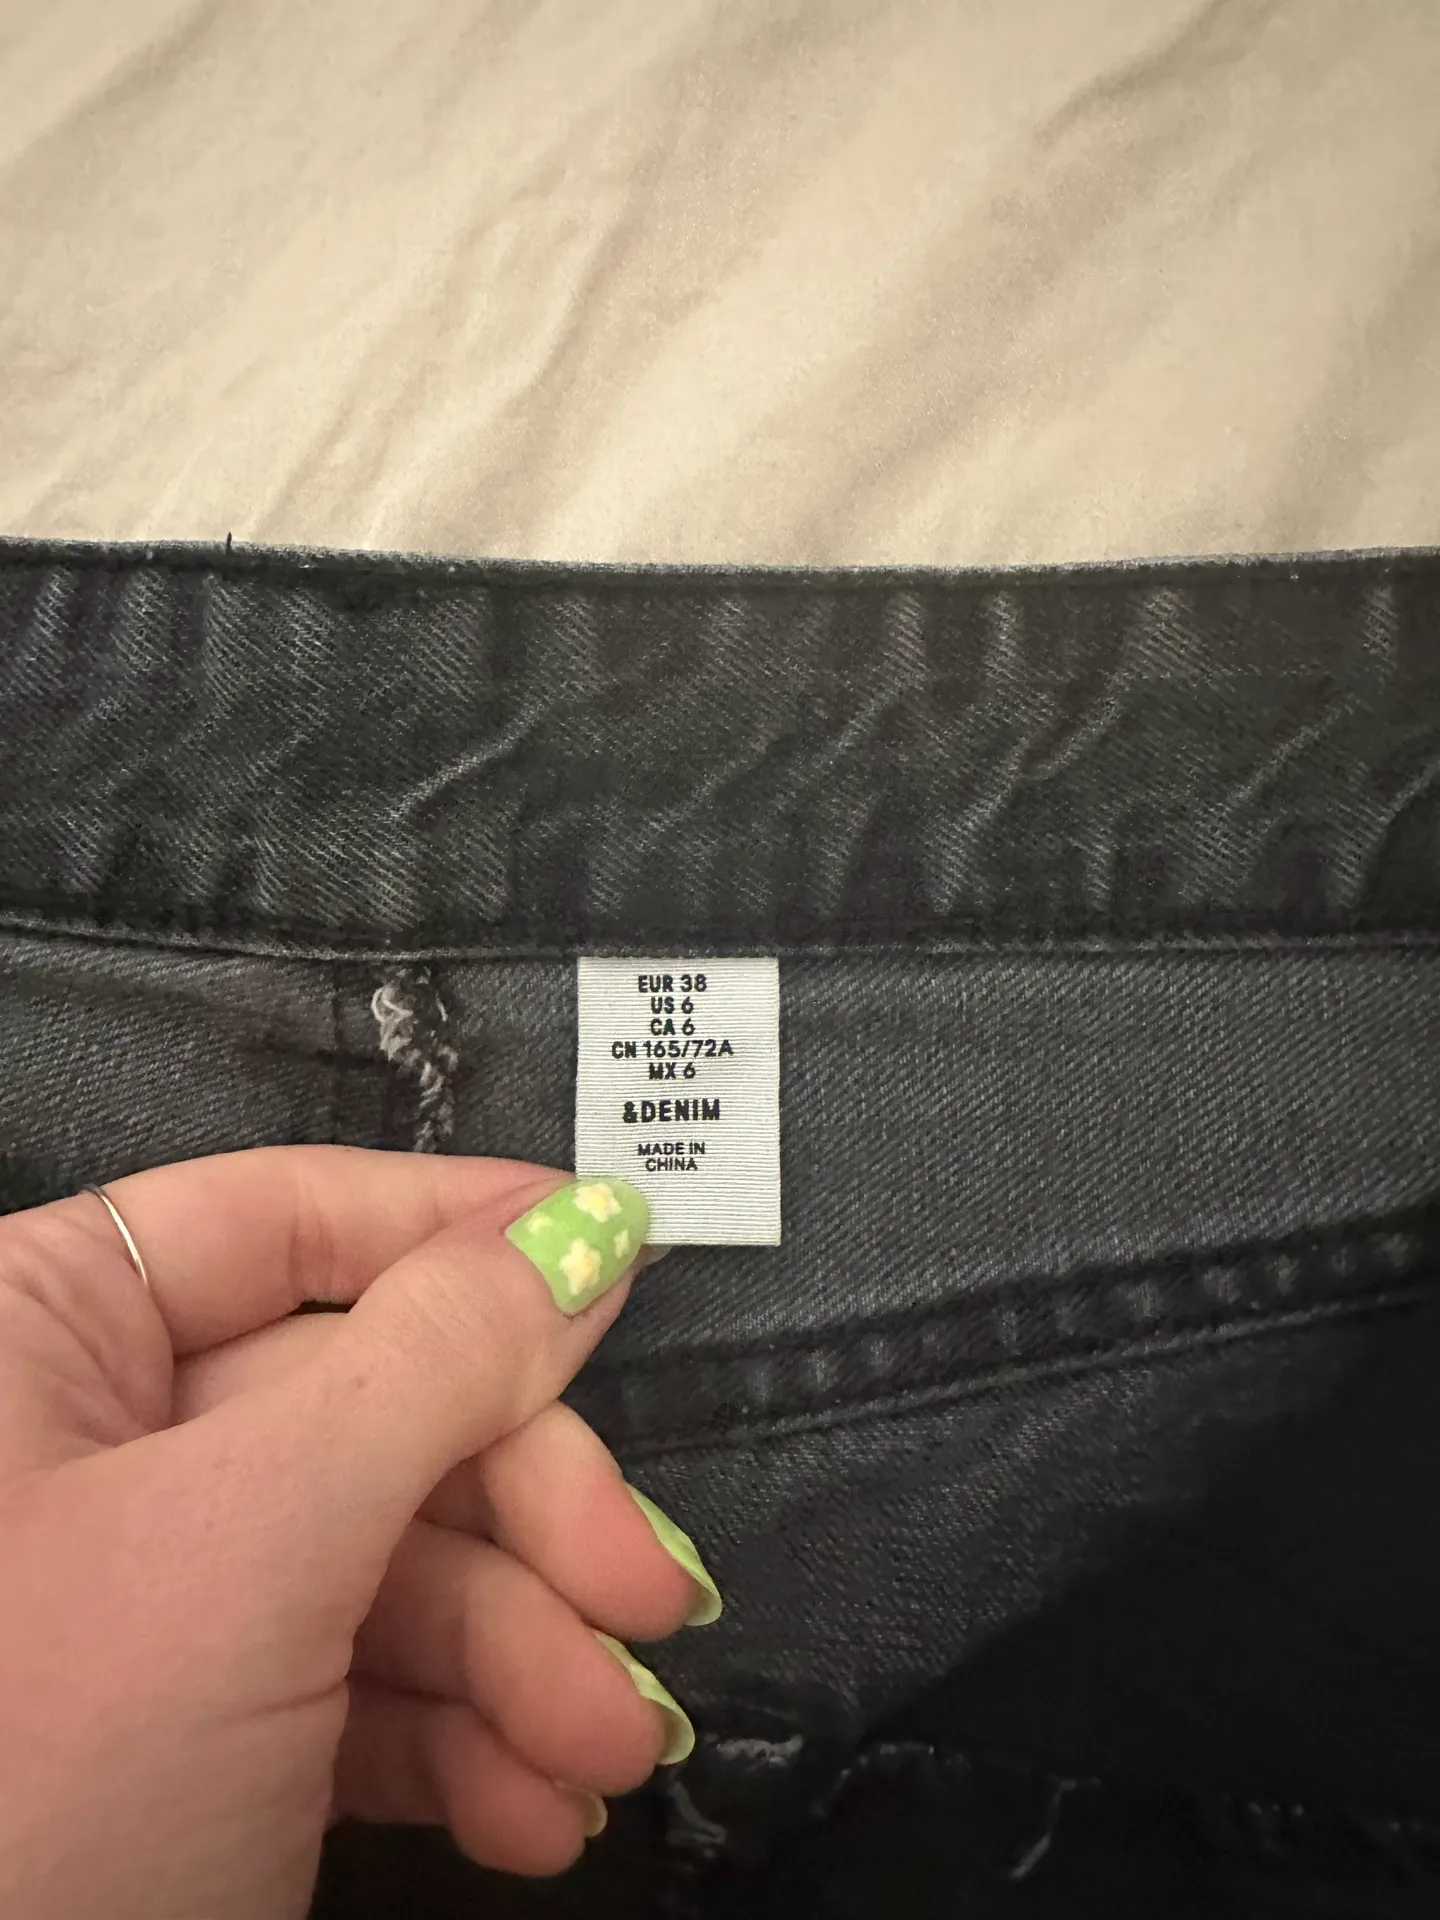 EUR 38
US 6
CA 6
CN 165/72A
MX 6
&DENIM
MADE IN
CHINA